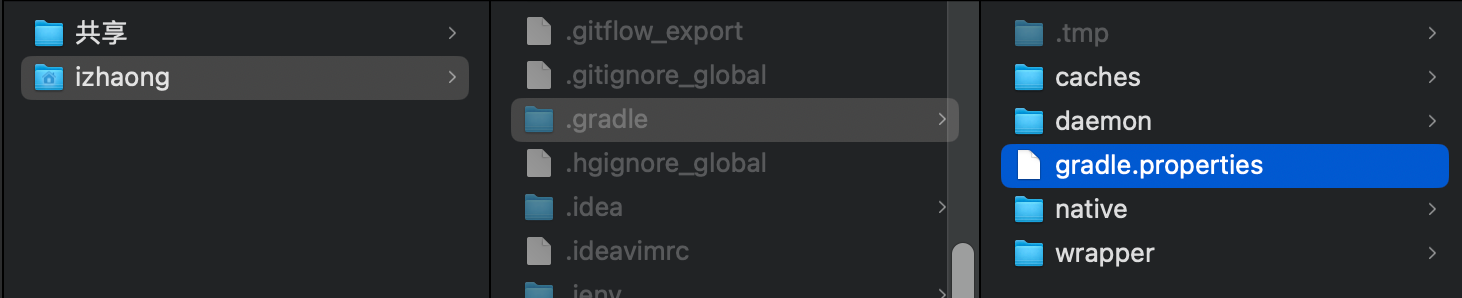 共享
izhaong
.gitflow_export
.gitignore_global
.gradle
.hgignore_global
.idea
.ideavimrc
.jenv
.tmp
caches
daemon
gradle.properties
native
wrapper